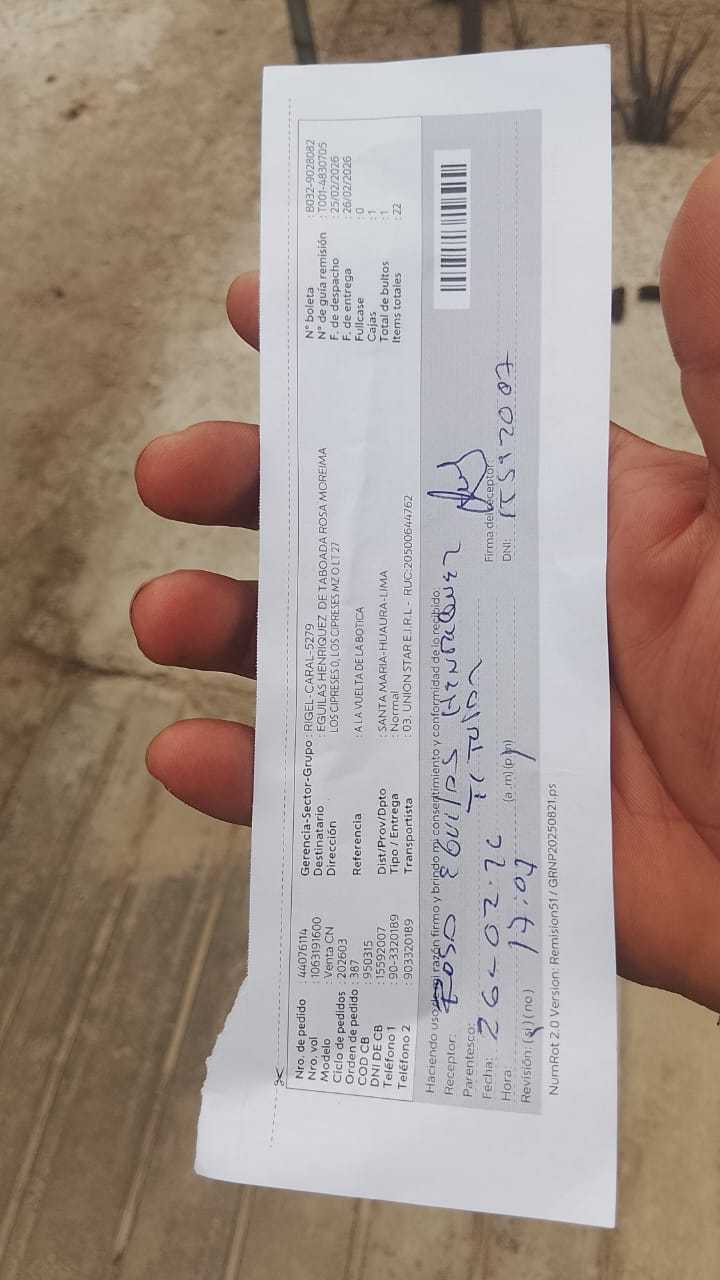 Nro. de pedido : 44076114
Nro. vol : 1063191600
Modelo : Venta CN
Ciclo de pedidos : 202603
Orden de pedido : 387
COD CB : 950315
DNI DE CB : 15592007
Teléfono 1 : 90-3320189
Teléfono 2 : 903320189
Gerencia-Sector-Grupo : RIGEL-CARAL-5279
Destinatario : EGUILAS HENRIQUEZ DE TABOADA ROSA MOREIMA
Dirección : LOS CIPRESES 0, LOS CIPRESES MZ O LT 27
Referencia : A LA VUELTA DE LA BOTICA
Dist/Prov/Dpto : SANTA MARIA-HUAURA-LIMA
Tipo / Entrega : Normal
Transportista : 03. UNION STAR E.I.R.L - RUC:20500644762
N° boleta : B032-9028082
N° de guía remisión : T001-4830705
F. de despacho : 25/02/2026
F. de entrega : 26/02/2026
Fullcase : 0
Cajas : 1
Total de bultos : 1
Items totales : 22
Haciendo uso de mi razón firmo y brindo mi consentimiento y conformidad de lo recibido:
Receptor: ROSA EGUILAS HENRIQUEZ
Parentesco: TITULAR
Fecha: 26-02-26
Hora: 17:04 (a.m)(p.m)
Revisión: (si)(no)
Firma del receptor:
DNI: 15592007
NumRot 2.0 Version: Remision51 / GRNP20250821.ps